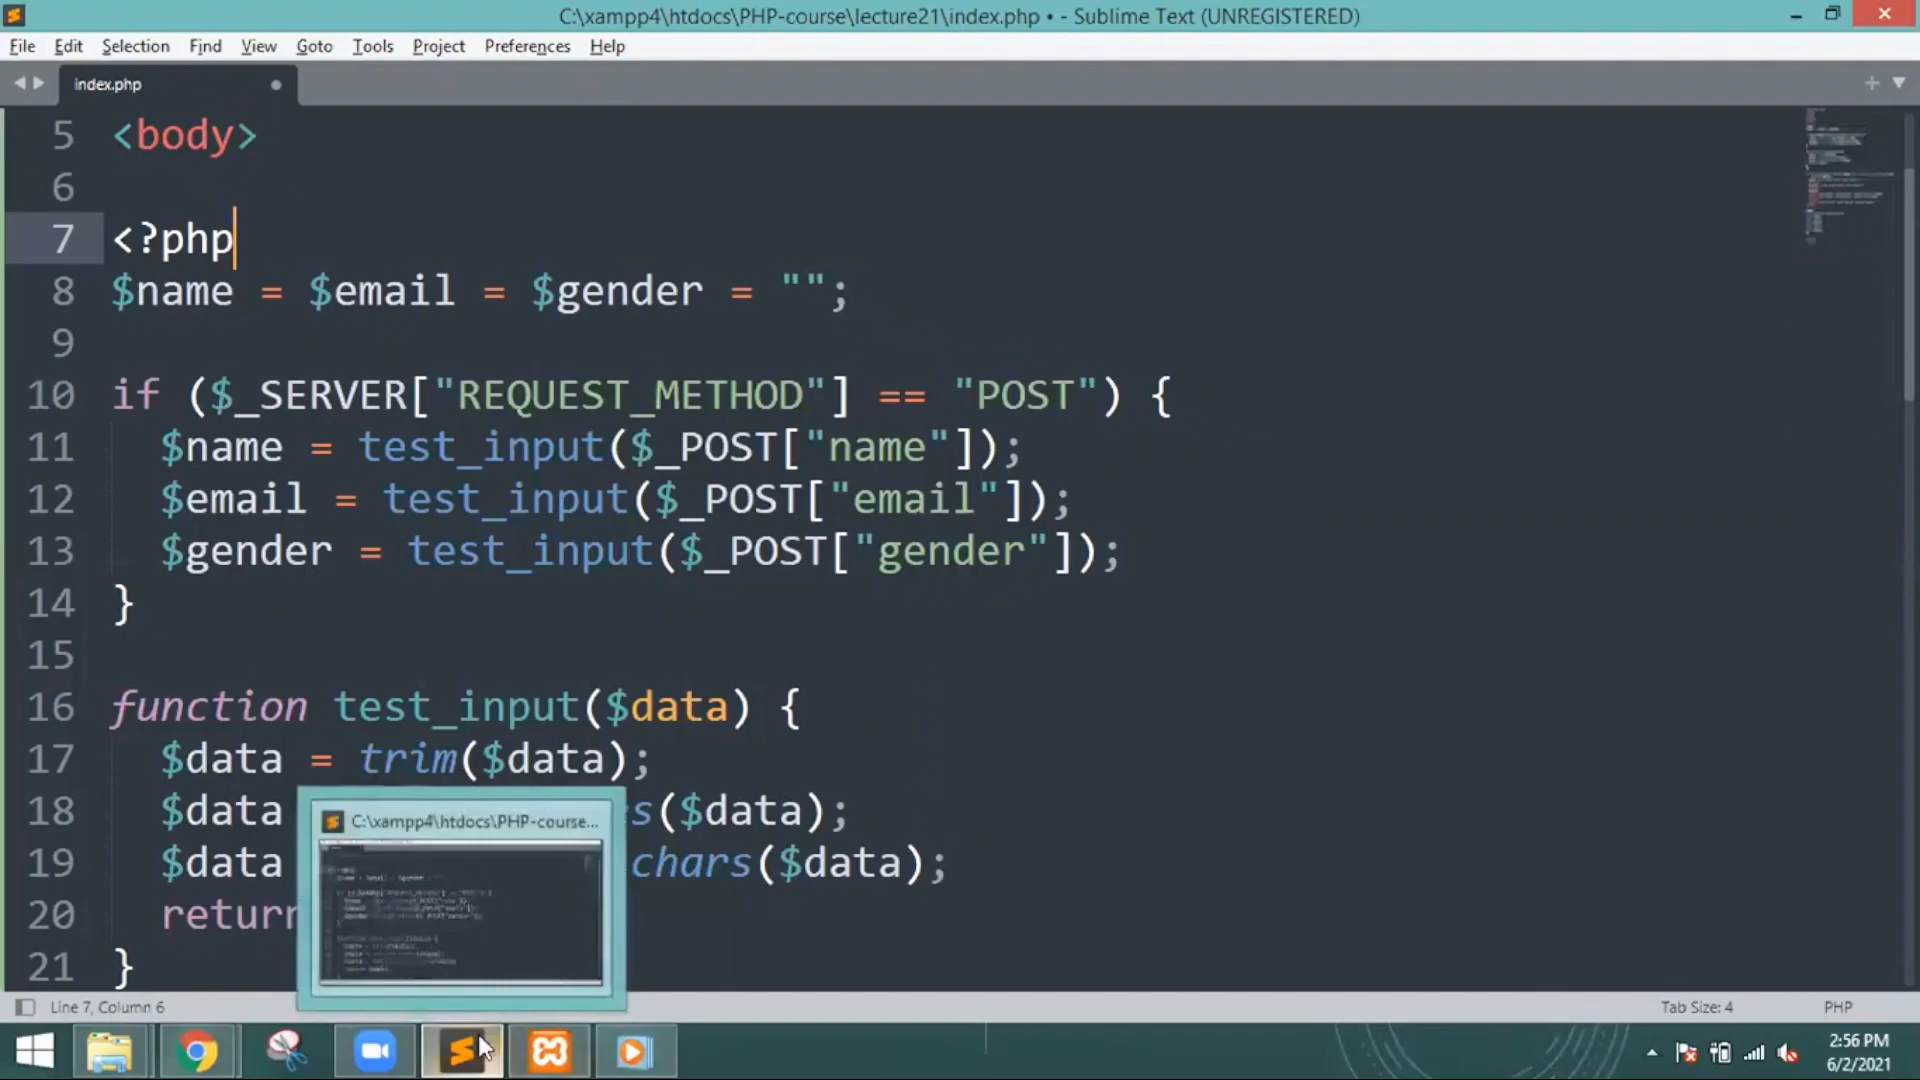 C:\xampp4\htdocs\PHP-course\lecture21\index.php • - Sublime Text (UNREGISTERED)
File Edit Selection Find View Goto Tools Project Preferences Help
index.php
5 <body>
6
7 <?php
8 $name = $email = $gender = "";
9
10 if ($_SERVER["REQUEST_METHOD"] == "POST") {
11 $name = test_input($_POST["name"]);
12 $email = test_input($_POST["email"]);
13 $gender = test_input($_POST["gender"]);
14 }
15
16 function test_input($data) {
17 $data = trim($data);
18 $data s($data);
19 $data chars($data);
20 return
21 }
C:\xampp4\htdocs\PHP-course...
Line 7, Column 6 Tab Size: 4 PHP
2:56 PM
6/2/2021